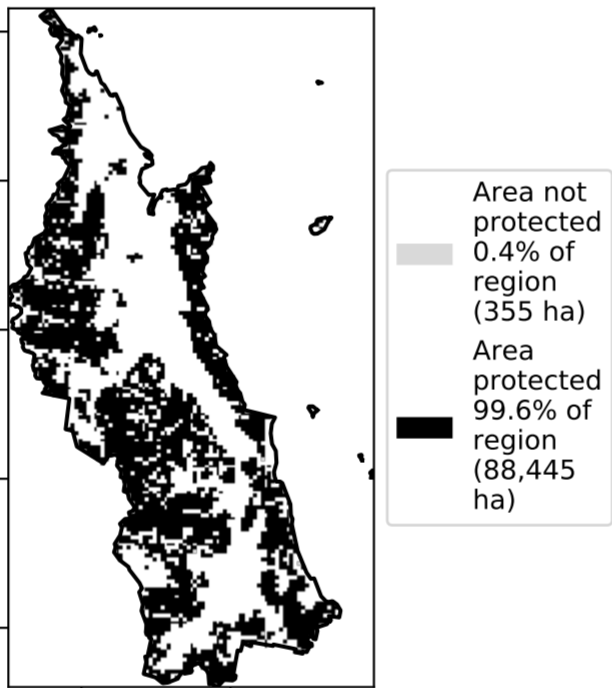 Area not
protected
0.4% of
region
(355 ha)
Area
protected
99.6% of
region
(88,445
ha)